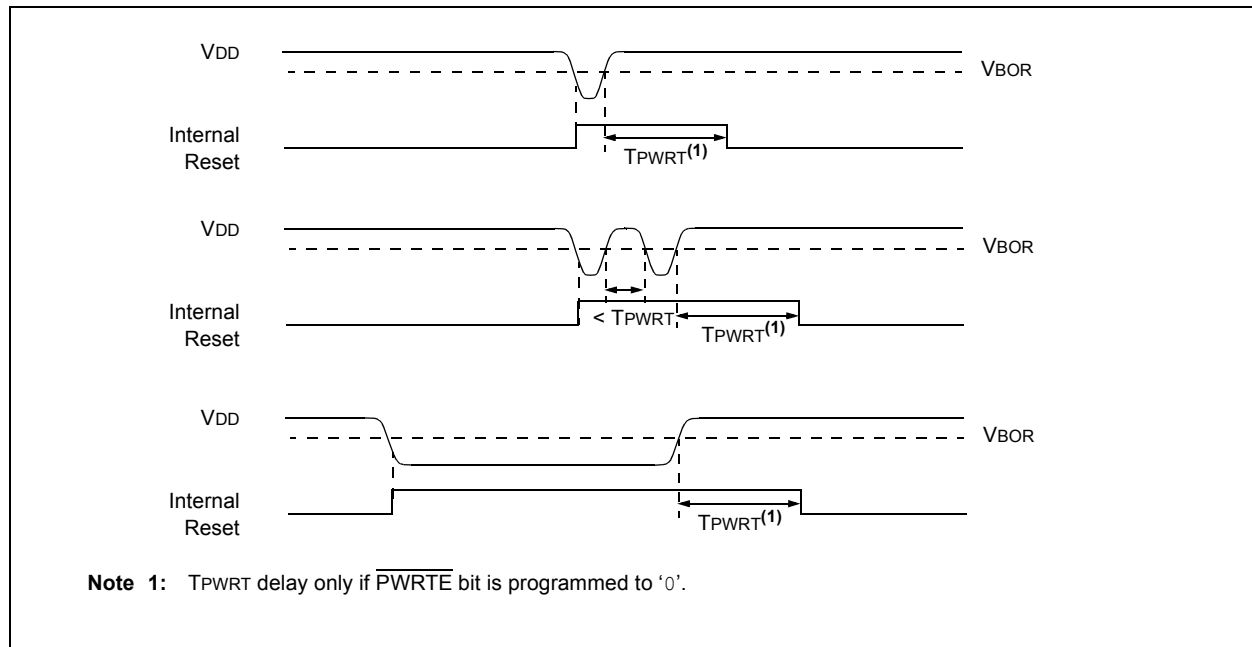 VDD
VBOR
Internal
Reset
TPWRT(1)
VDD
VBOR
Internal
Reset
< TPWRT
TPWRT(1)
VDD
VBOR
Internal
Reset
TPWRT(1)
Note 1: TPWRT delay only if PWRTE bit is programmed to ‘0’.